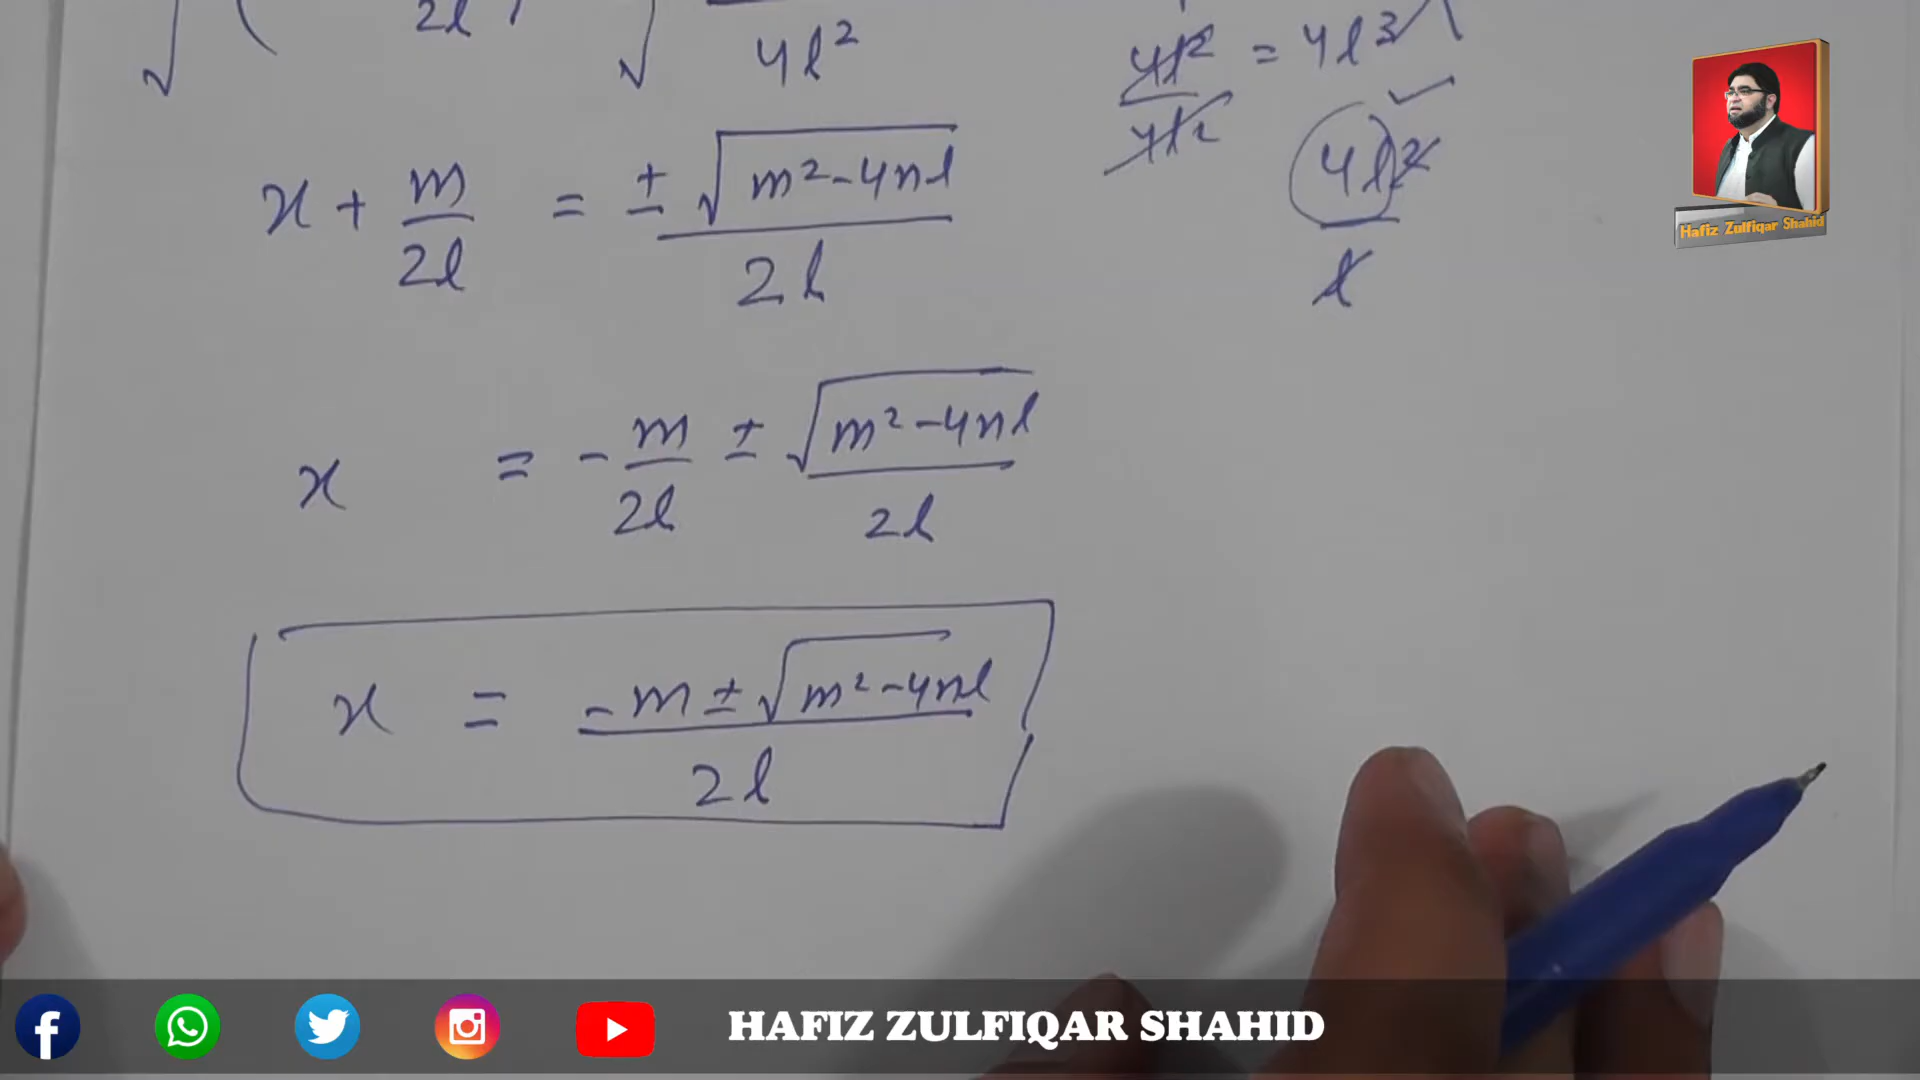 √( 2l ) √ 4l²
4l² / 4l² = 4l³
x + m/2l = ± √(m² - 4nl) / 2l
4l² / l
x = - m/2l ± √(m² - 4nl) / 2l
x = (- m ± √(m² - 4nl)) / 2l
Hafiz Zulfiqar Shahid
HAFIZ ZULFIQAR SHAHID